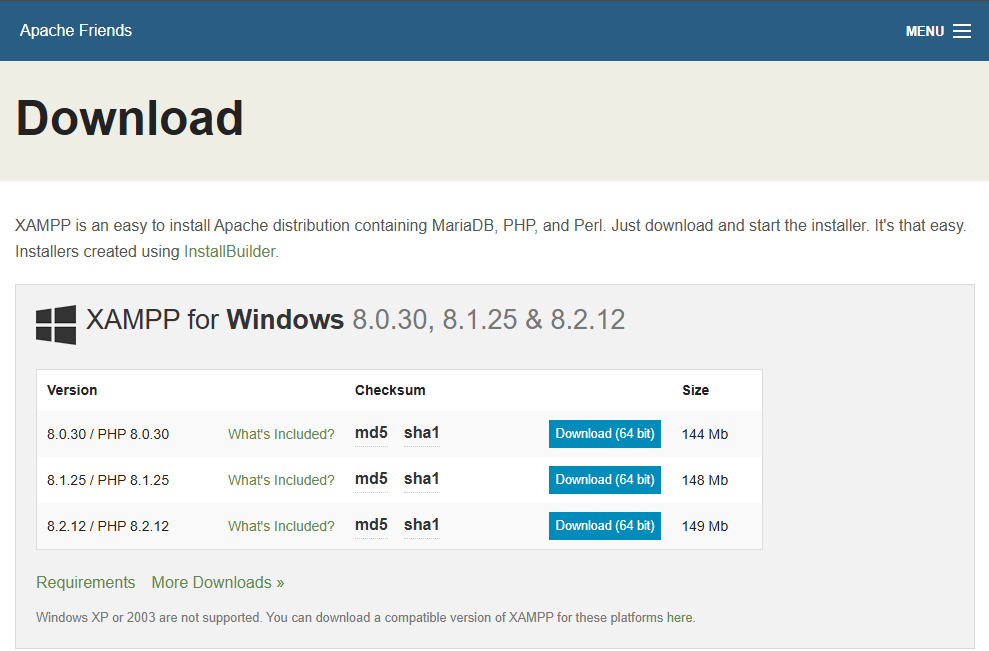 Apache Friends
MENU
Download
XAMPP is an easy to install Apache distribution containing MariaDB, PHP, and Perl. Just download and start the installer. It's that easy.
Installers created using InstallBuilder.
XAMPP for Windows 8.0.30, 8.1.25 & 8.2.12
Version Checksum Size
8.0.30 / PHP 8.0.30 What's Included? md5 sha1 Download (64 bit) 144 Mb
8.1.25 / PHP 8.1.25 What's Included? md5 sha1 Download (64 bit) 148 Mb
8.2.12 / PHP 8.2.12 What's Included? md5 sha1 Download (64 bit) 149 Mb
Requirements More Downloads »
Windows XP or 2003 are not supported. You can download a compatible version of XAMPP for these platforms here.